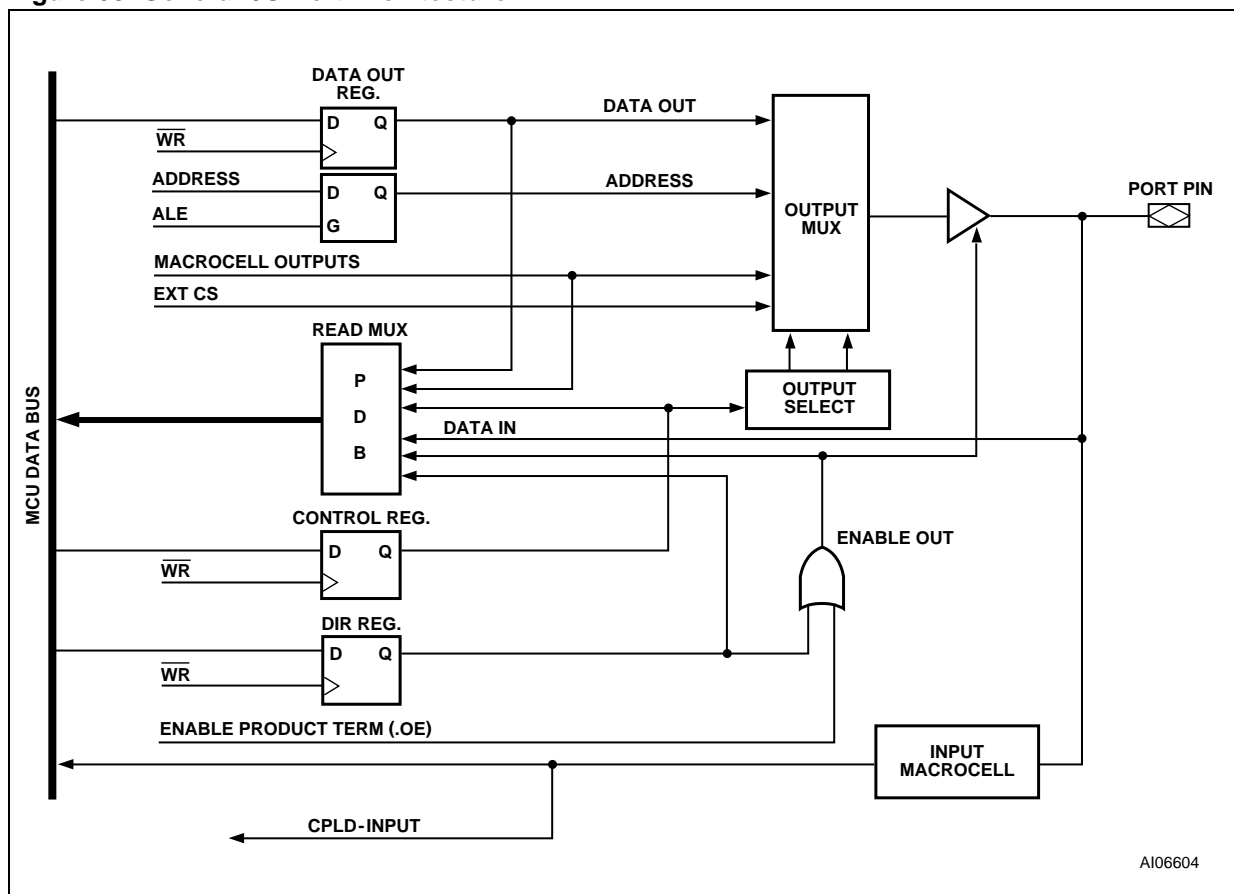 DATA OUT
REG.
D Q
WR
DATA OUT
ADDRESS
D Q
ADDRESS
ALE
G
OUTPUT
MUX
PORT PIN
MACROCELL OUTPUTS
EXT CS
READ MUX
P
D
B
OUTPUT
SELECT
DATA IN
MCU DATA BUS
CONTROL REG.
D Q
WR
ENABLE OUT
DIR REG.
D Q
WR
ENABLE PRODUCT TERM (.OE)
INPUT
MACROCELL
CPLD-INPUT
AI06604